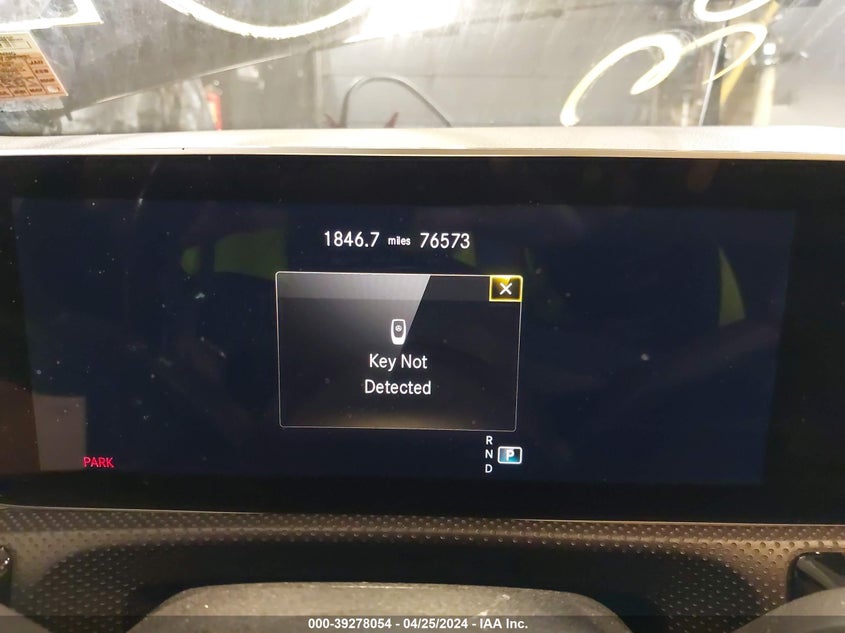 1846.7 miles 76573
Key Not
Detected
R
N P
D
PARK
000-39278054 - 04/25/2024 - IAA Inc.